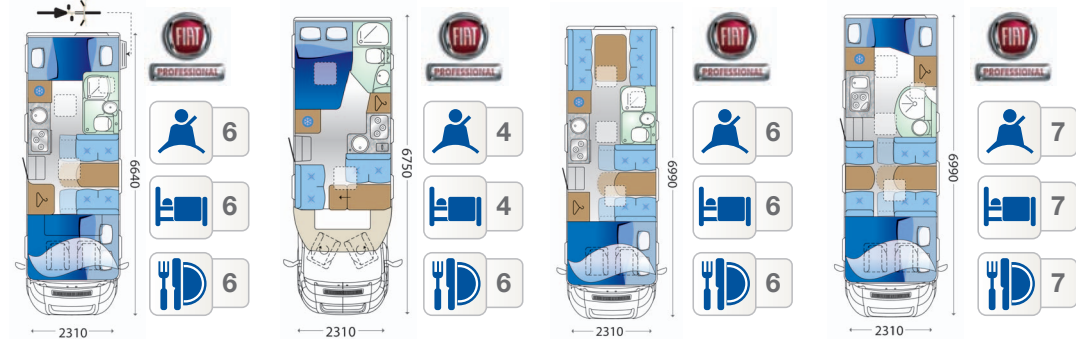 FIAT
PROFESSIONAL
6
6
6
6640
2310
FIAT
PROFESSIONAL
4
4
6
6750
2310
FIAT
PROFESSIONAL
6
6
6
6990
2310
FIAT
PROFESSIONAL
7
7
7
6990
2310